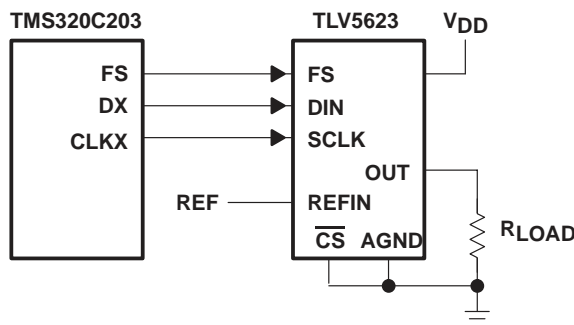 TMS320C203
TLV5623
VDD
FS
FS
DX
DIN
CLKX
SCLK
OUT
REF
REFIN
RLOAD
CS AGND